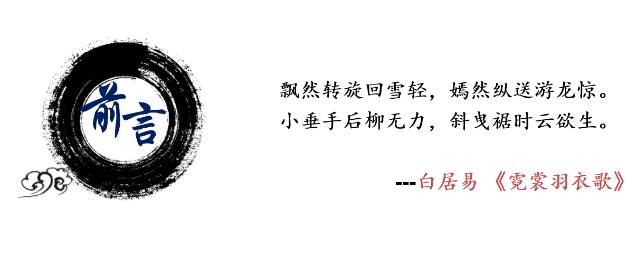 前言
飘然转旋回雪轻，嫣然纵送游龙惊。
小垂手后柳无力，斜曳裾时云欲生。
---白居易 《霓裳羽衣歌》